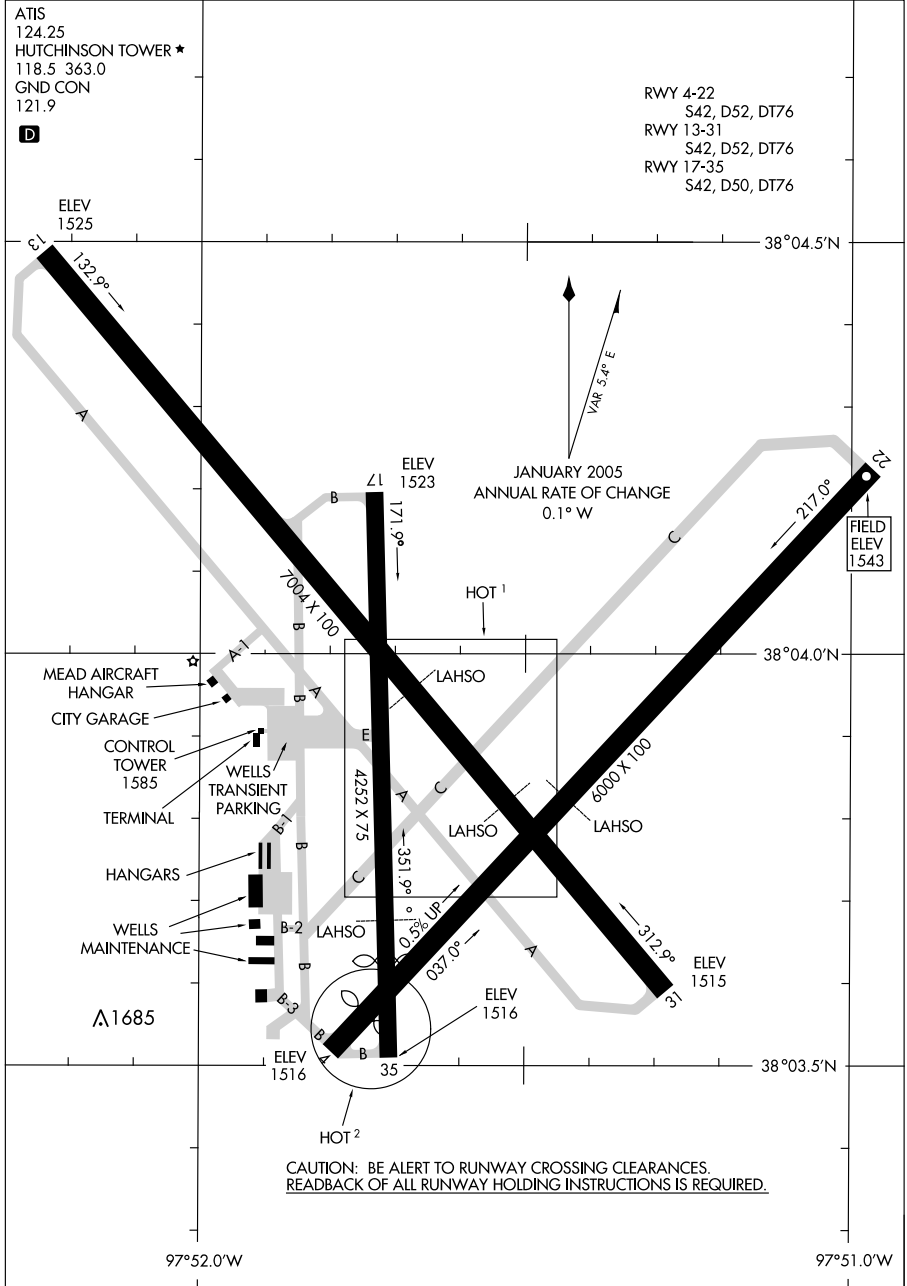 ATIS
124.25
HUTCHINSON TOWER ★
118.5 363.0
GND CON
121.9
D
RWY 4-22
S42, D52, DT76
RWY 13-31
S42, D52, DT76
RWY 17-35
S42, D50, DT76
ELEV
1525
13
132.9°
38°04.5'N
VAR 5.4° E
JANUARY 2005
ANNUAL RATE OF CHANGE
0.1° W
A
ELEV
1523
17
B
171.9°
22
217.0°
FIELD
ELEV
1543
C
7004 X 100
HOT 1
B
A-1
38°04.0'N
MEAD AIRCRAFT
HANGAR
LAHSO
B
A
CITY GARAGE
CONTROL
TOWER
1585
E
WELLS
TRANSIENT
PARKING
4252 X 75
6000 X 100
TERMINAL
A
C
B-1
LAHSO
LAHSO
B
351.9°
HANGARS
C
0.5% UP
WELLS
MAINTENANCE
B-2
LAHSO
037.0°
A
312.9°
ELEV
1515
31
B
B-3
ELEV
1516
1685
B
4
B
ELEV
1516
35
38°03.5'N
HOT 2
CAUTION: BE ALERT TO RUNWAY CROSSING CLEARANCES.
READBACK OF ALL RUNWAY HOLDING INSTRUCTIONS IS REQUIRED.
97°52.0'W
97°51.0'W